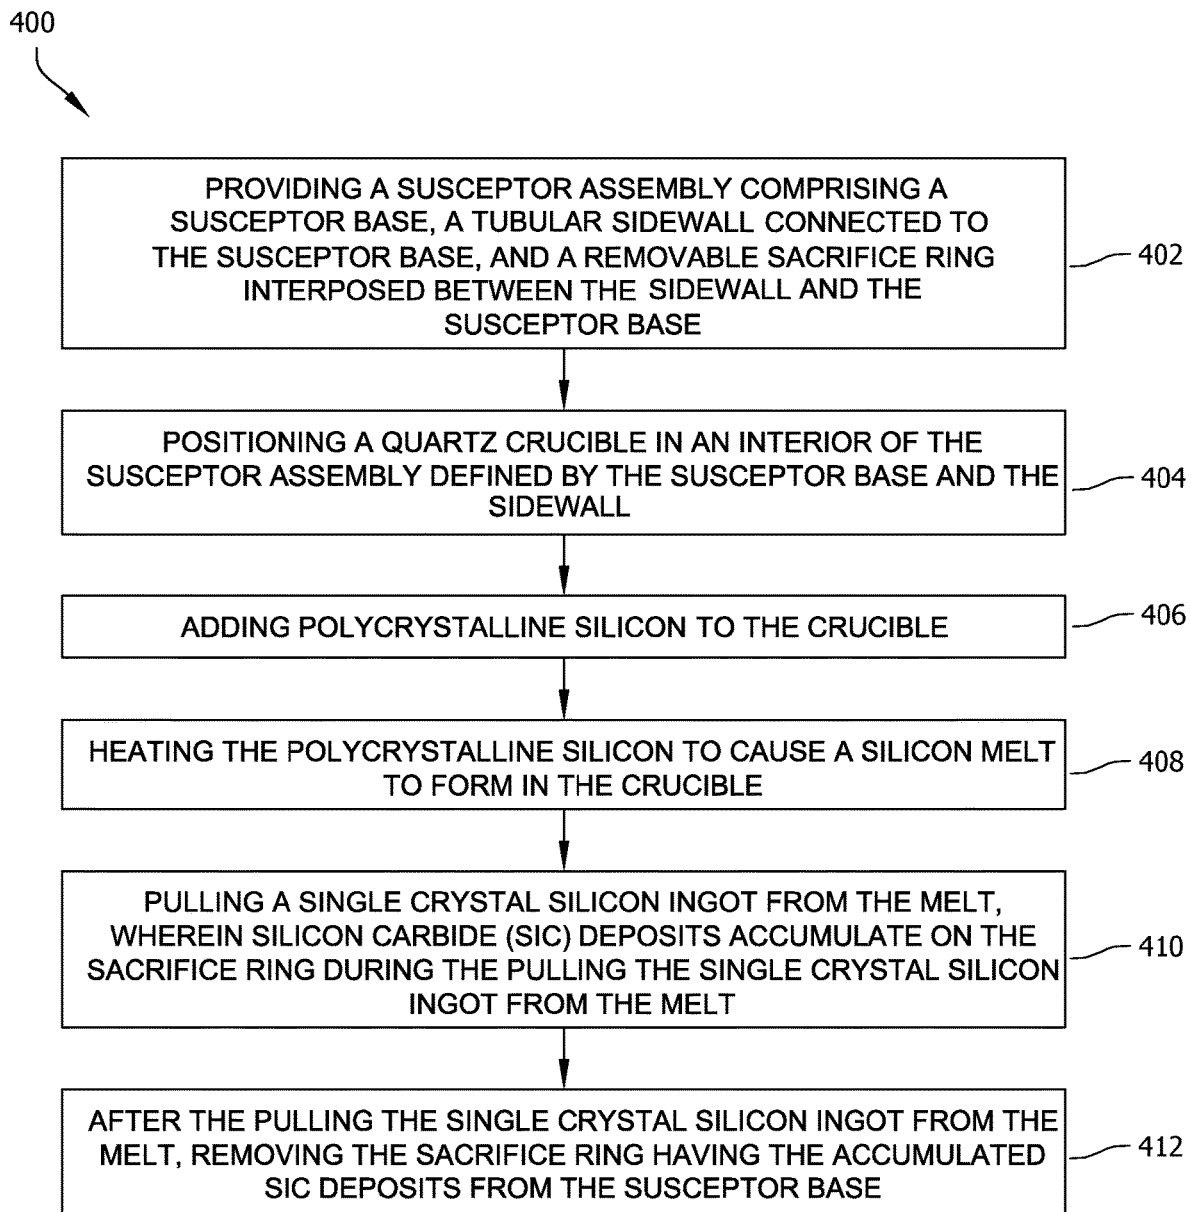 400
PROVIDING A SUSCEPTOR ASSEMBLY COMPRISING A
SUSCEPTOR BASE, A TUBULAR SIDEWALL CONNECTED TO
THE SUSCEPTOR BASE, AND A REMOVABLE SACRIFICE RING
INTERPOSED BETWEEN THE SIDEWALL AND THE
SUSCEPTOR BASE
402
POSITIONING A QUARTZ CRUCIBLE IN AN INTERIOR OF THE
SUSCEPTOR ASSEMBLY DEFINED BY THE SUSCEPTOR BASE AND THE
SIDEWALL
404
ADDING POLYCRYSTALLINE SILICON TO THE CRUCIBLE
406
HEATING THE POLYCRYSTALLINE SILICON TO CAUSE A SILICON MELT
TO FORM IN THE CRUCIBLE
408
PULLING A SINGLE CRYSTAL SILICON INGOT FROM THE MELT,
WHEREIN SILICON CARBIDE (SIC) DEPOSITS ACCUMULATE ON THE
SACRIFICE RING DURING THE PULLING THE SINGLE CRYSTAL SILICON
INGOT FROM THE MELT
410
AFTER THE PULLING THE SINGLE CRYSTAL SILICON INGOT FROM THE
MELT, REMOVING THE SACRIFICE RING HAVING THE ACCUMULATED
SIC DEPOSITS FROM THE SUSCEPTOR BASE
412